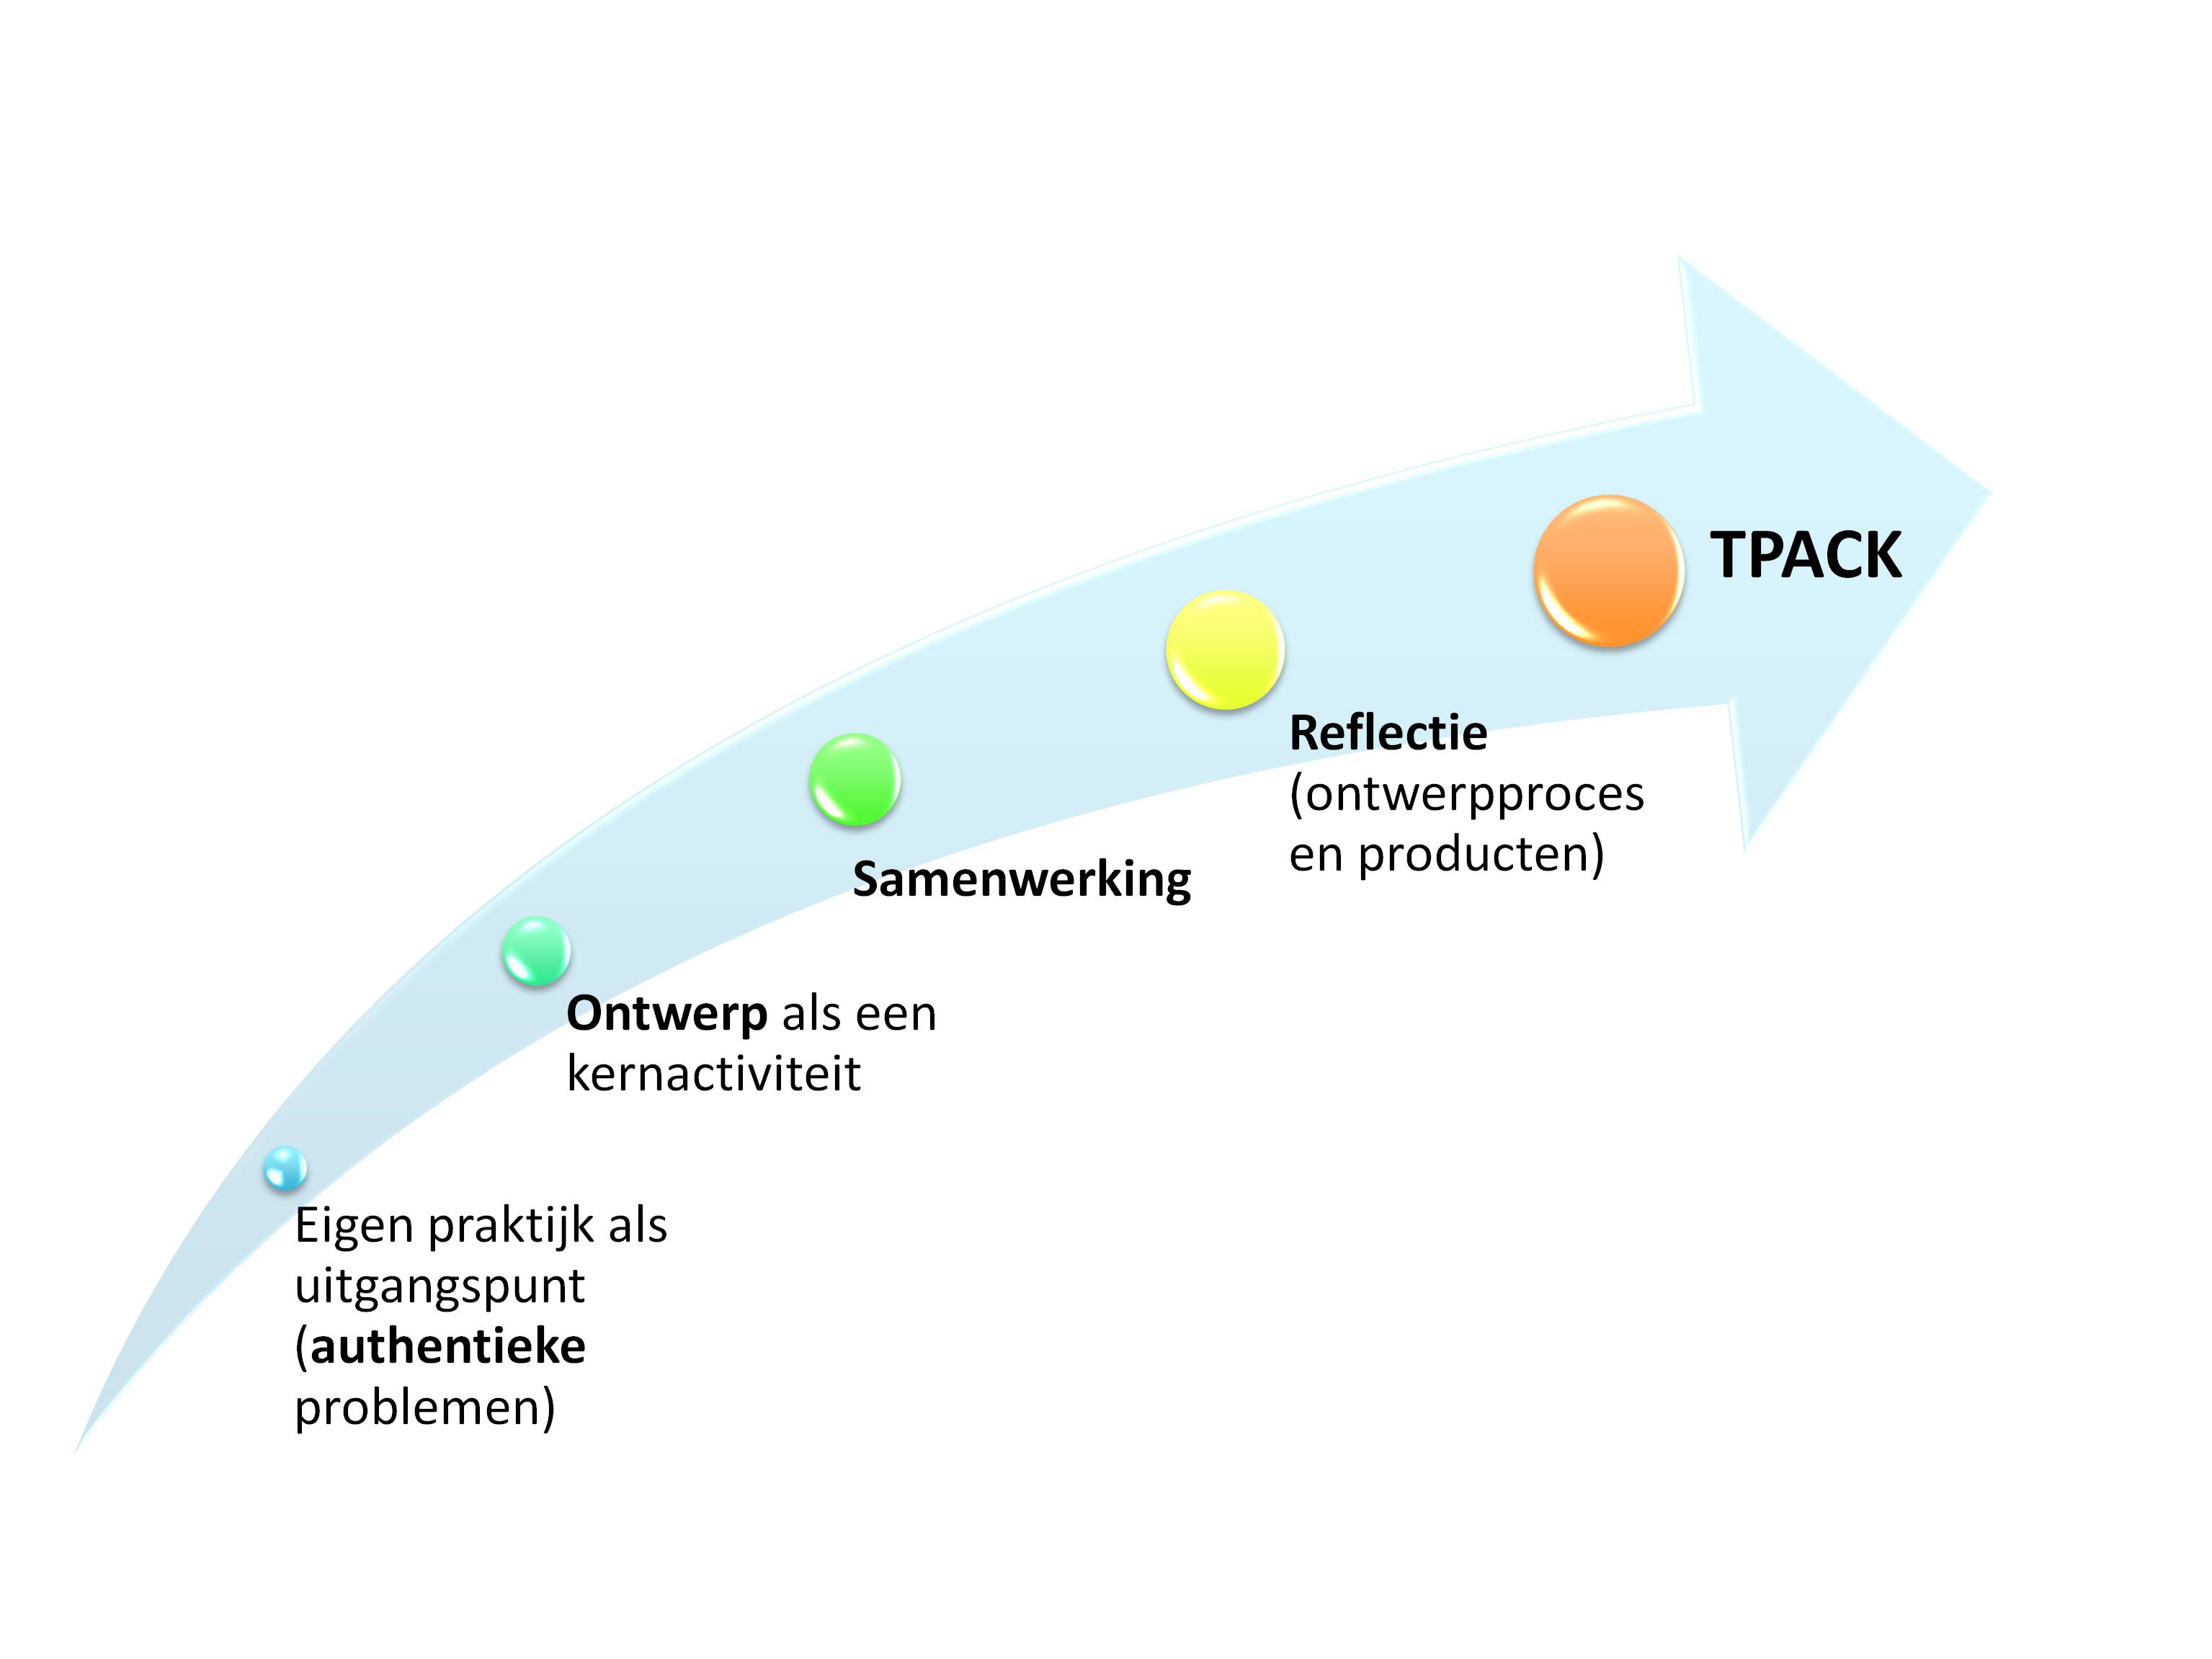 TPACK
Reflectie
(ontwerpproces
en producten)
Samenwerking
Ontwerp als een
kernactiviteit
Eigen praktijk als
uitgangspunt
(authentieke
problemen)